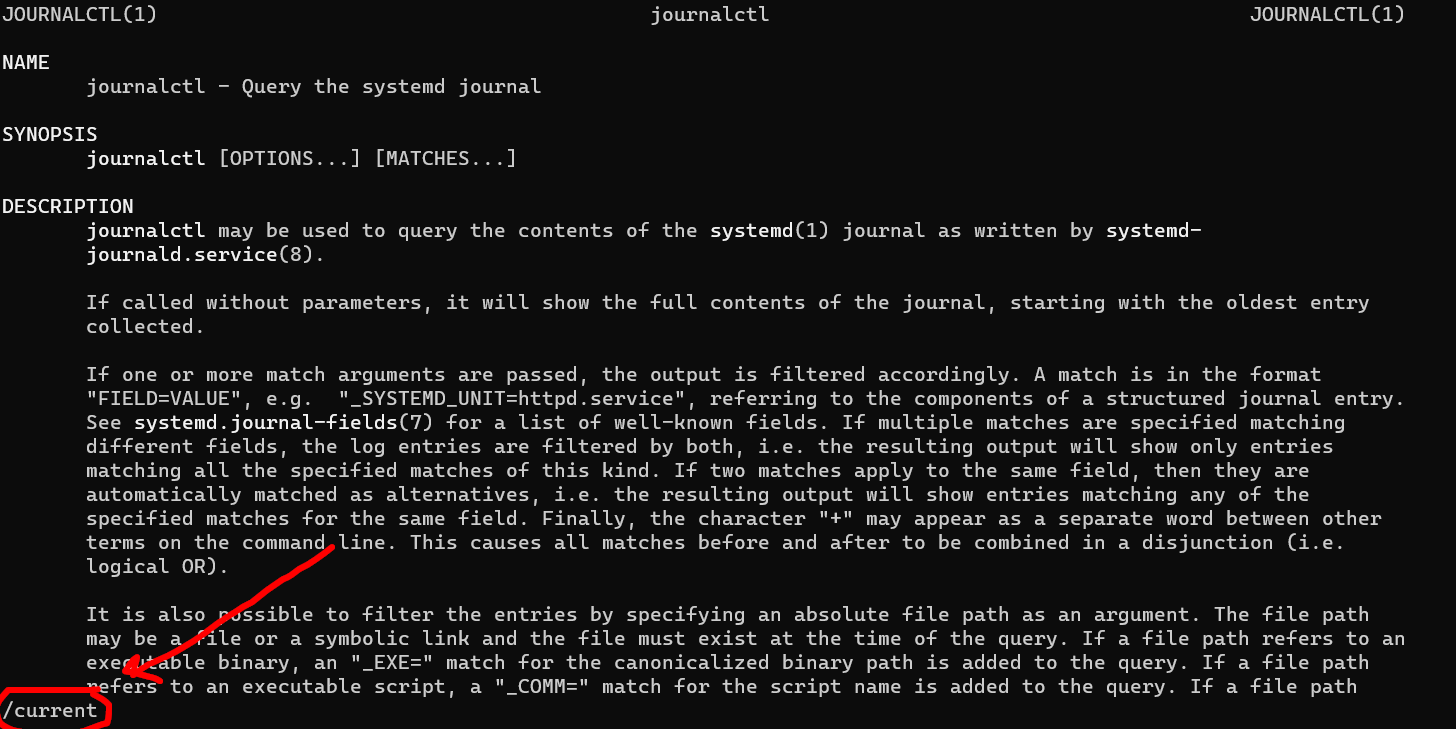 JOURNALCTL(1) journalctl JOURNALCTL(1)
NAME
journalctl - Query the systemd journal
SYNOPSIS
journalctl [OPTIONS...] [MATCHES...]
DESCRIPTION
journalctl may be used to query the contents of the systemd(1) journal as written by systemd-
journald.service(8).
If called without parameters, it will show the full contents of the journal, starting with the oldest entry
collected.
If one or more match arguments are passed, the output is filtered accordingly. A match is in the format
"FIELD=VALUE", e.g.  "_SYSTEMD_UNIT=httpd.service", referring to the components of a structured journal entry.
See systemd.journal-fields(7) for a list of well-known fields. If multiple matches are specified matching
different fields, the log entries are filtered by both, i.e. the resulting output will show only entries
matching all the specified matches of this kind. If two matches apply to the same field, then they are
automatically matched as alternatives, i.e. the resulting output will show entries matching any of the
specified matches for the same field. Finally, the character "+" may appear as a separate word between other
terms on the command line. This causes all matches before and after to be combined in a disjunction (i.e.
logical OR).
It is also possible to filter the entries by specifying an absolute file path as an argument. The file path
may be a file or a symbolic link and the file must exist at the time of the query. If a file path refers to an
executable binary, an "_EXE=" match for the canonicalized binary path is added to the query. If a file path
refers to an executable script, a "_COMM=" match for the script name is added to the query. If a file path
/current